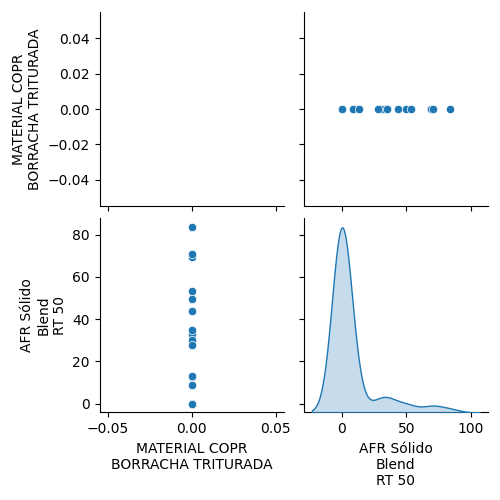 MATERIAL COPR
BORRACHA TRITURADA
0.04
0.02
0.00
−0.02
−0.04
AFR Sólido
Blend
RT 50
80
60
40
20
0
−0.05
0.00
0.05
MATERIAL COPR
BORRACHA TRITURADA
0
50
100
AFR Sólido
Blend
RT 50